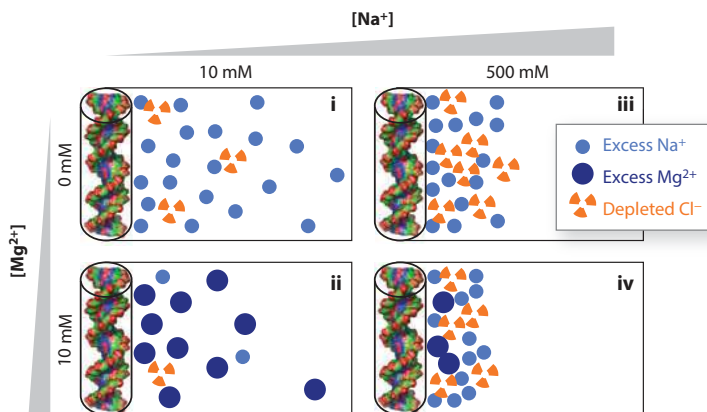 [Na⁺]
10 mM
500 mM
[Mg²⁺]
0 mM
10 mM
i
iii
ii
iv
Excess Na⁺
Excess Mg²⁺
Depleted Cl⁻